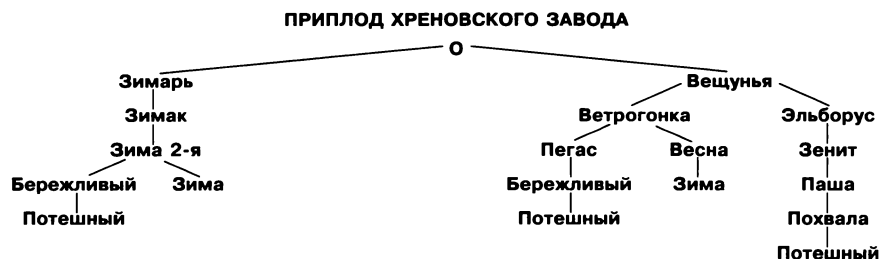 ПРИПЛОД ХРЕНОВСКОГО ЗАВОДА
О
Зимарь Вещунья
Зимак Ветрогонка Эльборус
Зима 2-я Пегас Весна Зенит
Бережливый Зима Бережливый Зима Паша
Потешный Потешный Похвала
Потешный